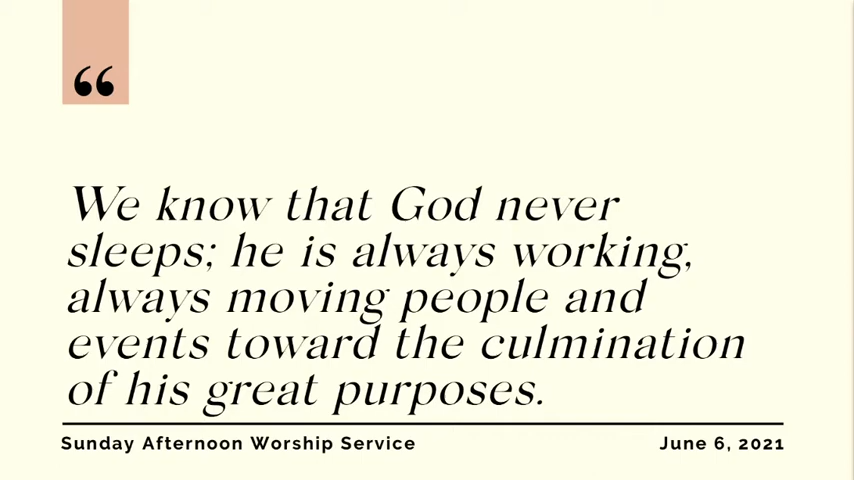 “
We know that God never
sleeps; he is always working,
always moving people and
events toward the culmination
of his great purposes.
Sunday Afternoon Worship Service
June 6, 2021